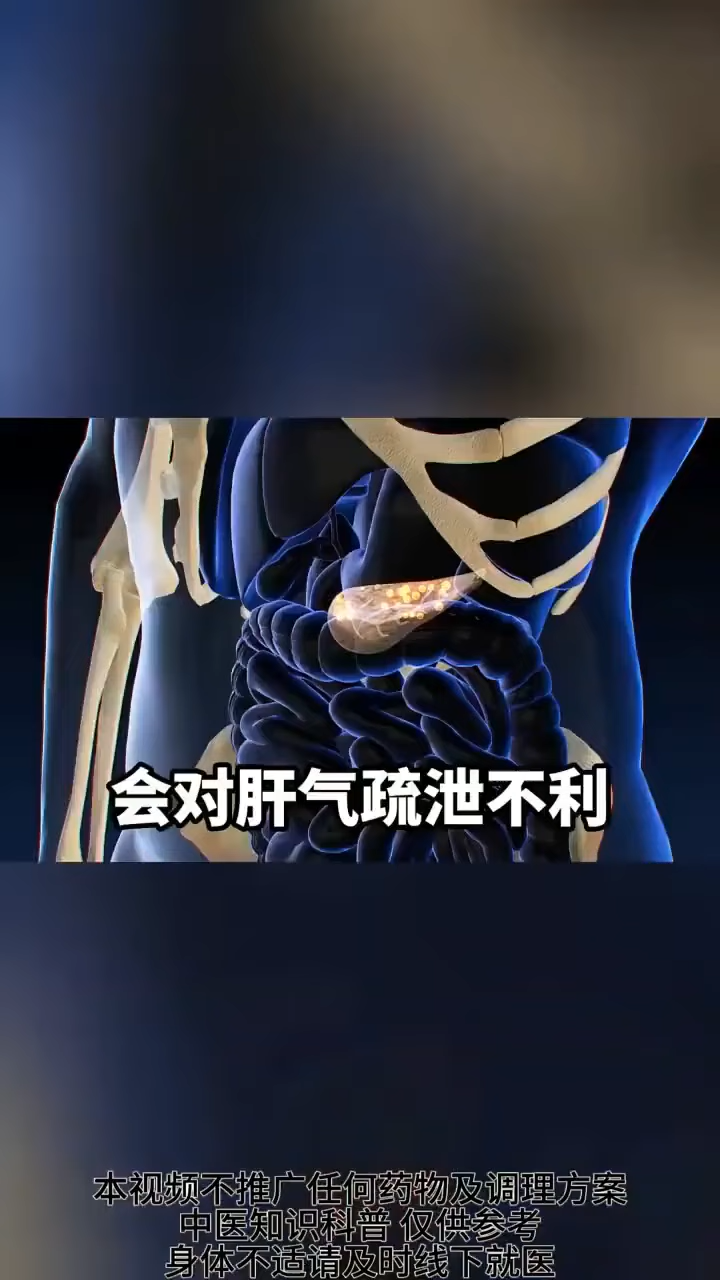 会对肝气疏泄不利
本视频不推广任何药物及调理方案
中医知识科普 仅供参考
身体不适请及时线下就医